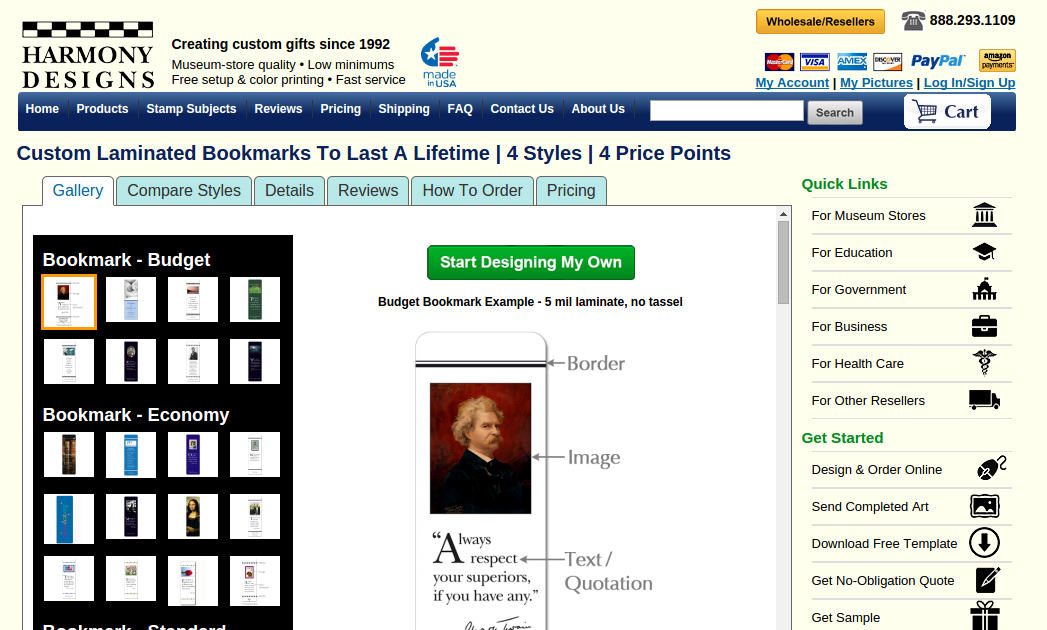 HARMONY
DESIGNS
Creating custom gifts since 1992
Museum-store quality • Low minimums
Free setup & color printing • Fast service
made
in USA
Wholesale/Resellers
888.293.1109
MasterCard
VISA
AMEX
DISCOVER
PayPal
amazon
payments
My Account | My Pictures | Log In/Sign Up
Home
Products
Stamp Subjects
Reviews
Pricing
Shipping
FAQ
Contact Us
About Us
Search
Cart
Custom Laminated Bookmarks To Last A Lifetime | 4 Styles | 4 Price Points
Gallery
Compare Styles
Details
Reviews
How To Order
Pricing
Bookmark - Budget
Bookmark - Economy
Bookmark - Standard
Start Designing My Own
Budget Bookmark Example - 5 mil laminate, no tassel
Border
Image
“Always
respect
your superiors,
if you have any.”
Text /
Quotation
Quick Links
For Museum Stores
For Education
For Government
For Business
For Health Care
For Other Resellers
Get Started
Design & Order Online
Send Completed Art
Download Free Template
Get No-Obligation Quote
Get Sample